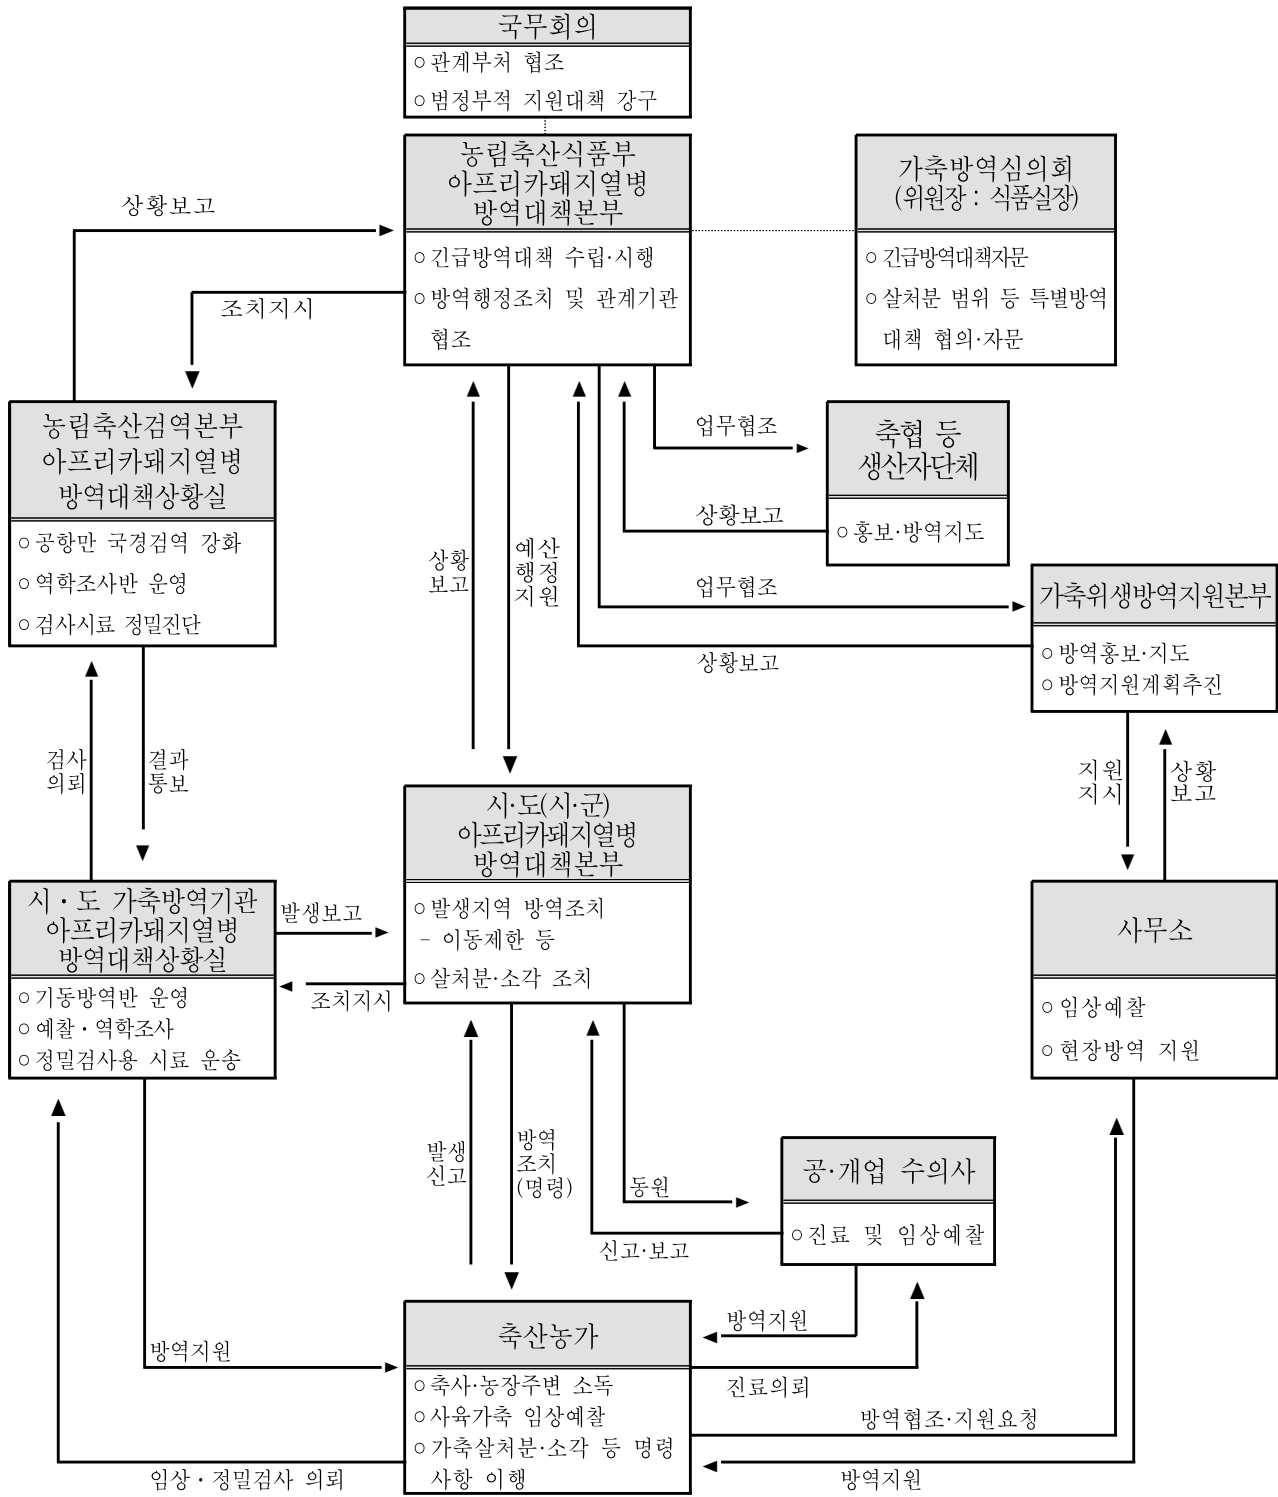 국무회의
○ 관계부처 협조
○ 범정부적 지원대책 강구
농림축산식품부
아프리카돼지열병
방역대책본부
○ 긴급방역대책 수립·시행
○ 방역행정조치 및 관계기관
협조
가축방역심의회
(위원장 : 식품실장)
○ 긴급방역대책자문
○ 살처분 범위 등 특별방역
대책 협의·자문
상황보고
조치지시
농림축산검역본부
아프리카돼지열병
방역대책상황실
○ 공항만 국경검역 강화
○ 역학조사반 운영
○ 검사시료 정밀진단
업무협조
축협 등
생산자단체
○ 홍보·방역지도
상황보고
상황
보고
예산
행정
지원
업무협조
상황보고
가축위생방역지원본부
○ 방역홍보·지도
○ 방역지원계획추진
검사
의뢰
결과
통보
지원
지시
상황
보고
시·도(시·군)
아프리카돼지열병
방역대책본부
○ 발생지역 방역조치
- 이동제한 등
○ 살처분·소각 조치
시·도 가축방역기관
아프리카돼지열병
방역대책상황실
○ 기동방역반 운영
○ 예찰·역학조사
○ 정밀검사용 시료 운송
발생보고
조치지시
사무소
○ 임상예찰
○ 현장방역 지원
발생
신고
방역
조치
(명령)
동원
신고·보고
공·개업 수의사
○ 진료 및 임상예찰
방역지원
방역지원
진료의뢰
축산농가
○ 축사·농장주변 소독
○ 사육가축 임상예찰
○ 가축살처분·소각 등 명령
사항 이행
방역협조·지원요청
방역지원
임상·정밀검사 의뢰